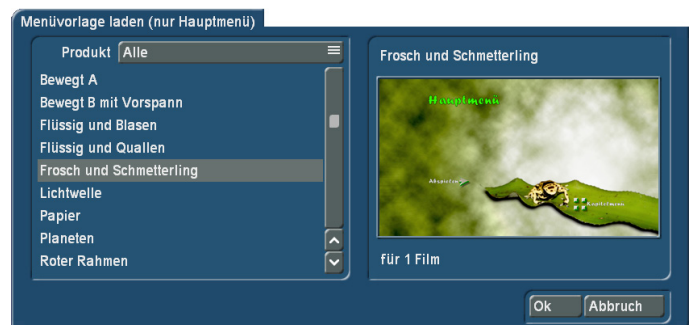 Menüvorlage laden (nur Hauptmenü)
Produkt Alle
Bewegt A
Bewegt B mit Vorspann
Flüssig und Blasen
Flüssig und Quallen
Frosch und Schmetterling
Lichtwelle
Papier
Planeten
Roter Rahmen
Frosch und Schmetterling
Hauptmenü
Abspielen
für 1 Film
Ok Abbruch